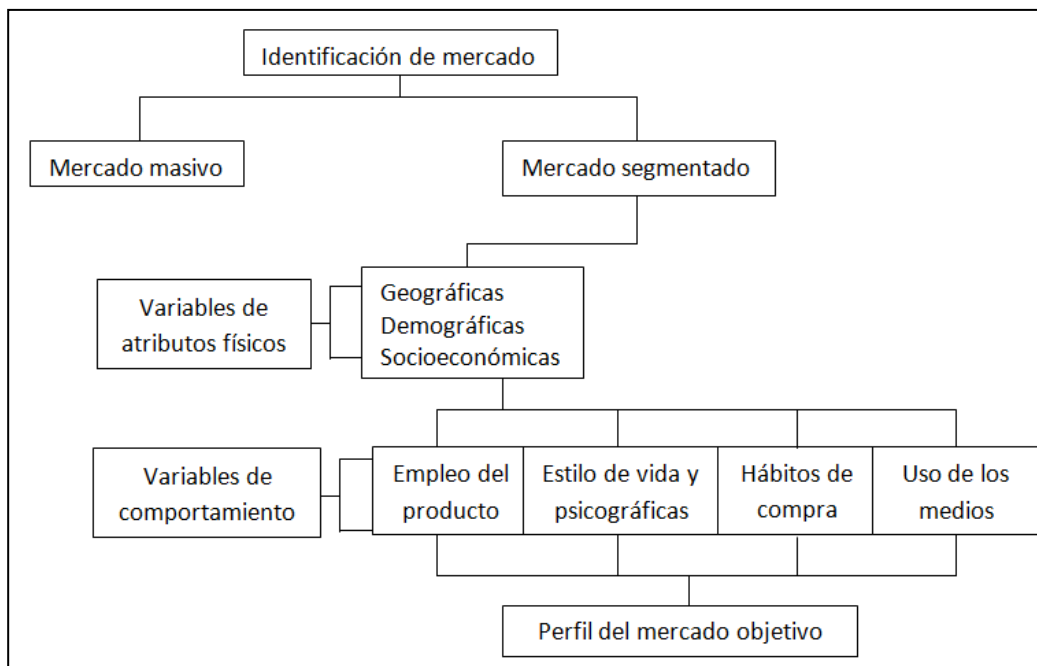 Identificación de mercado
Mercado masivo
Mercado segmentado
Variables de
atributos físicos
Geográficas
Demográficas
Socioeconómicas
Variables de
comportamiento
Empleo del
producto
Estilo de vida y
psicográficas
Hábitos de
compra
Uso de los
medios
Perfil del mercado objetivo